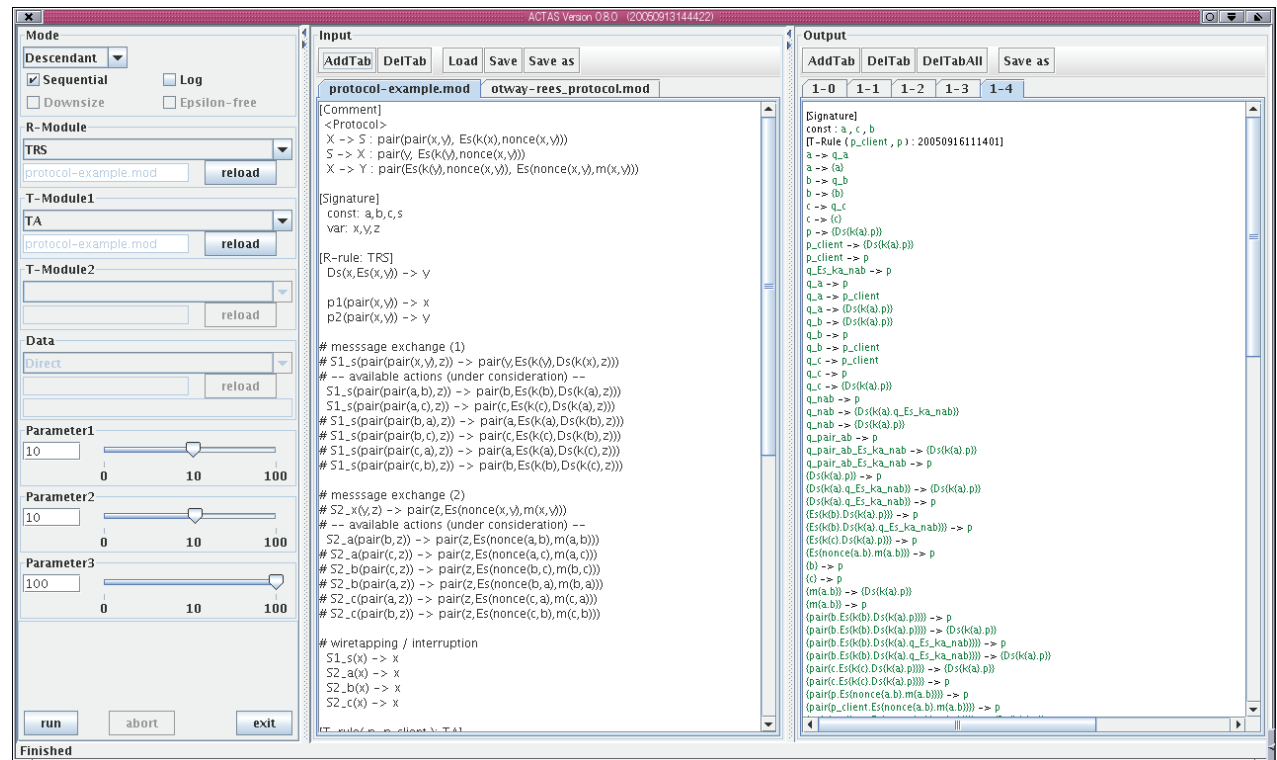 ACTAS Version 0.8.0 (20050913144422)
Mode
Descendant
Sequential
Log
Downsize
Epsilon-free
R-Module
TRS
protocol-example.mod
reload
T-Module1
TA
protocol-example.mod
reload
T-Module2
reload
Data
Direct
reload
Parameter1
10
0 10 100
Parameter2
10
0 10 100
Parameter3
100
0 10 100
run
abort
exit
Finished
Input
AddTab DelTab Load Save Save as
protocol-example.mod otway-rees_protocol.mod
[Comment]
<Protocol>
X -> S : pair(pair(x,y), Es(k(x),nonce(x,y)))
S -> X : pair(y, Es(k(y),nonce(x,y)))
X -> Y : pair(Es(k(y),nonce(x,y)), Es(nonce(x,y),m(x,y)))
[Signature]
const: a,b,c,s
var: x,y,z
[R-rule: TRS]
Ds(x,Es(x,y)) -> y
p1(pair(x,y)) -> x
p2(pair(x,y)) -> y
# messsage exchange (1)
# S1_s(pair(pair(x,y),z)) -> pair(y,Es(k(y),Ds(k(x),z)))
# -- available actions (under consideration) --
S1_s(pair(pair(a,b),z)) -> pair(b,Es(k(b),Ds(k(a),z)))
S1_s(pair(pair(a,c),z)) -> pair(c,Es(k(c),Ds(k(a),z)))
# S1_s(pair(pair(b,a),z)) -> pair(a,Es(k(a),Ds(k(b),z)))
# S1_s(pair(pair(b,c),z)) -> pair(c,Es(k(c),Ds(k(b),z)))
# S1_s(pair(pair(c,a),z)) -> pair(a,Es(k(a),Ds(k(c),z)))
# S1_s(pair(pair(c,b),z)) -> pair(b,Es(k(b),Ds(k(c),z)))
# messsage exchange (2)
# S2_x(y,z) -> pair(z,Es(nonce(x,y),m(x,y)))
# -- available actions (under consideration) --
S2_a(pair(b,z)) -> pair(z,Es(nonce(a,b),m(a,b)))
# S2_a(pair(c,z)) -> pair(z,Es(nonce(a,c),m(a,c)))
# S2_b(pair(c,z)) -> pair(z,Es(nonce(b,c),m(b,c)))
# S2_b(pair(a,z)) -> pair(z,Es(nonce(b,a),m(b,a)))
# S2_c(pair(a,z)) -> pair(z,Es(nonce(c,a),m(c,a)))
# S2_c(pair(b,z)) -> pair(z,Es(nonce(c,b),m(c,b)))
# wiretapping / interruption
S1_s(x) -> x
S2_a(x) -> x
S2_b(x) -> x
S2_c(x) -> x
[T-rule( p, p_client ): TA]
Output
AddTab DelTab DelTabAll Save as
1-0 1-1 1-2 1-3 1-4
[Signature]
const : a , c , b
[T-Rule ( p_client , p ) : 20050916111401]
a -> q_a
a -> {a}
b -> q_b
b -> {b}
c -> q_c
c -> {c}
p -> {Ds(k(a).p)}
p_client -> {Ds(k(a).p)}
p_client -> p
q_Es_ka_nab -> p
q_a -> p
q_a -> p_client
q_a -> {Ds(k(a).p)}
q_b -> {Ds(k(a).p)}
q_b -> p
q_b -> p_client
q_c -> p_client
q_c -> p
q_c -> {Ds(k(a).p)}
q_nab -> p
q_nab -> {Ds(k(a).q_Es_ka_nab)}
q_nab -> {Ds(k(a).p)}
q_pair_ab -> p
q_pair_ab_Es_ka_nab -> {Ds(k(a).p)}
q_pair_ab_Es_ka_nab -> p
{Ds(k(a).p)} -> p
{Ds(k(a).q_Es_ka_nab)} -> {Ds(k(a).p)}
{Ds(k(a).q_Es_ka_nab)} -> p
{Es(k(b).Ds(k(a).p))} -> p
{Es(k(b).Ds(k(a).q_Es_ka_nab))} -> p
{Es(k(c).Ds(k(a).p))} -> p
{Es(nonce(a.b).m(a.b))} -> p
{b} -> p
{c} -> p
{m(a.b)} -> {Ds(k(a).p)}
{m(a.b)} -> p
{pair(b.Es(k(b).Ds(k(a).p)))} -> p
{pair(b.Es(k(b).Ds(k(a).p)))} -> {Ds(k(a).p)}
{pair(b.Es(k(b).Ds(k(a).q_Es_ka_nab)))} -> p
{pair(b.Es(k(b).Ds(k(a).q_Es_ka_nab)))} -> {Ds(k(a).p)}
{pair(c.Es(k(c).Ds(k(a).p)))} -> {Ds(k(a).p)}
{pair(c.Es(k(c).Ds(k(a).p)))} -> p
{pair(p.Es(nonce(a.b).m(a.b)))} -> p
{pair(p_client.Es(nonce(a.b).m(a.b)))} -> p